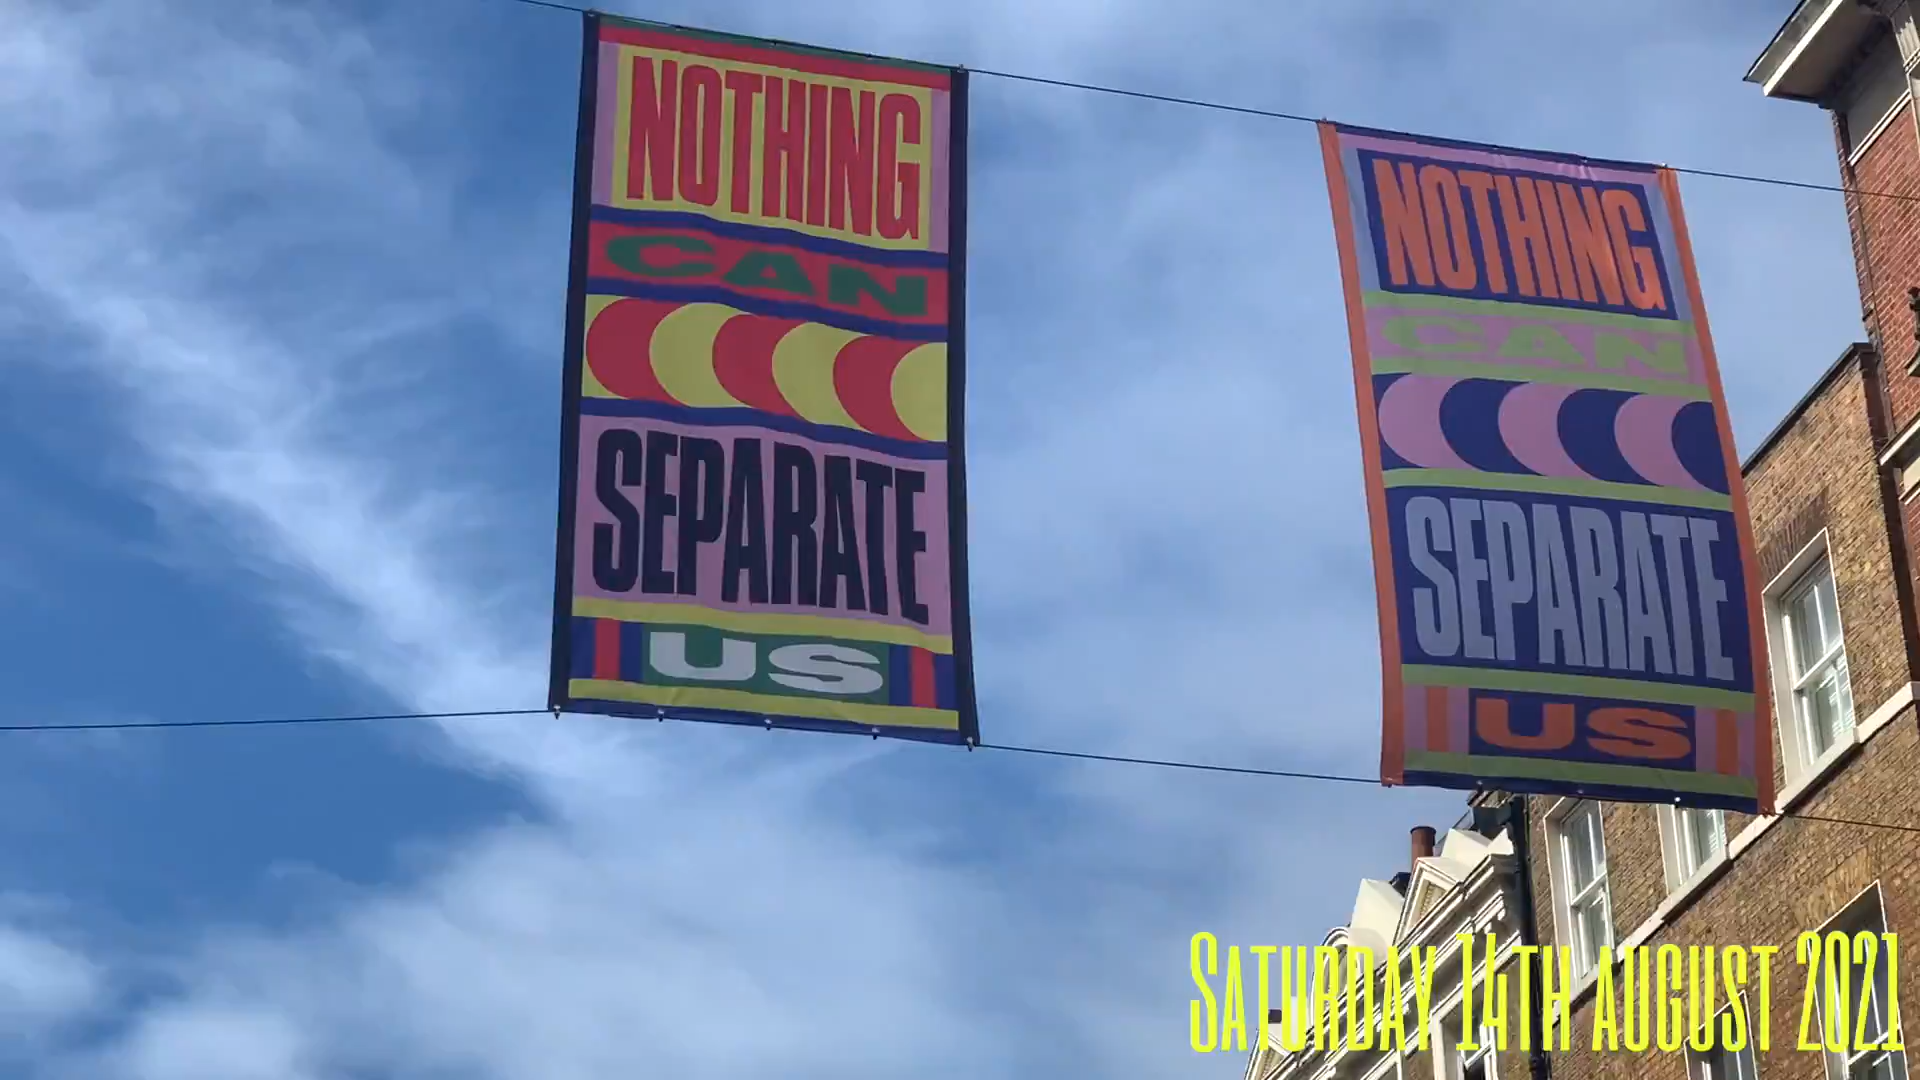 NOTHING
CAN
SEPARATE
US
NOTHING
CAN
SEPARATE
US
SATURDAY 14TH AUGUST 2021